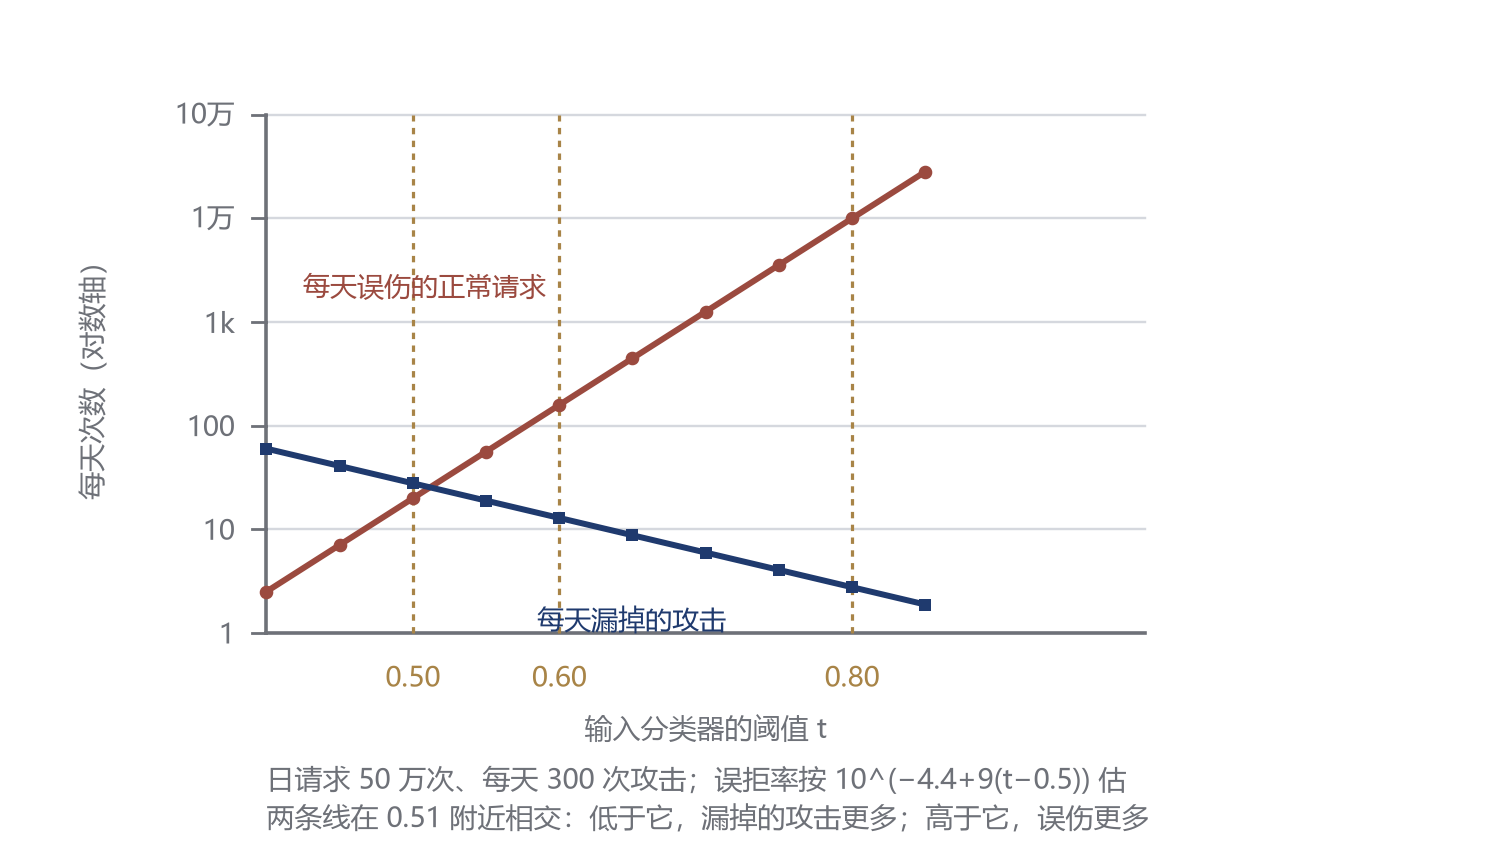 10万
1万
1k
100
10
1
每天次数（对数轴）
每天误伤的正常请求
每天漏掉的攻击
0.50 0.60 0.80
输入分类器的阈值 t
日请求 50 万次、每天 300 次攻击；误拒率按 10^(−4.4+9(t−0.5)) 估
两条线在 0.51 附近相交：低于它，漏掉的攻击更多；高于它，误伤更多